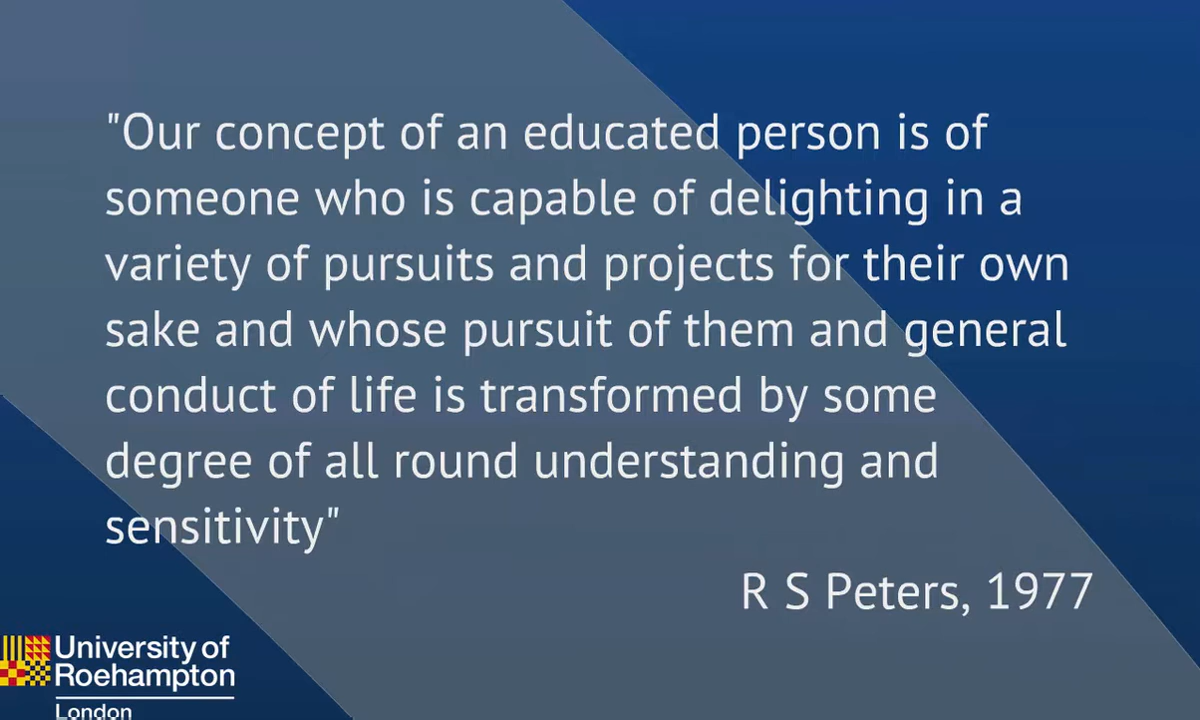 "Our concept of an educated person is of
someone who is capable of delighting in a
variety of pursuits and projects for their own
sake and whose pursuit of them and general
conduct of life is transformed by some
degree of all round understanding and
sensitivity"
R S Peters, 1977
University of
Roehampton
London